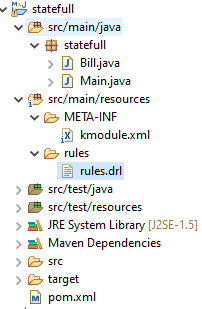 statefull
src/main/java
statefull
Bill.java
Main.java
src/main/resources
META-INF
kmodule.xml
rules
rules.drl
src/test/java
src/test/resources
JRE System Library [J2SE-1.5]
Maven Dependencies
src
target
pom.xml